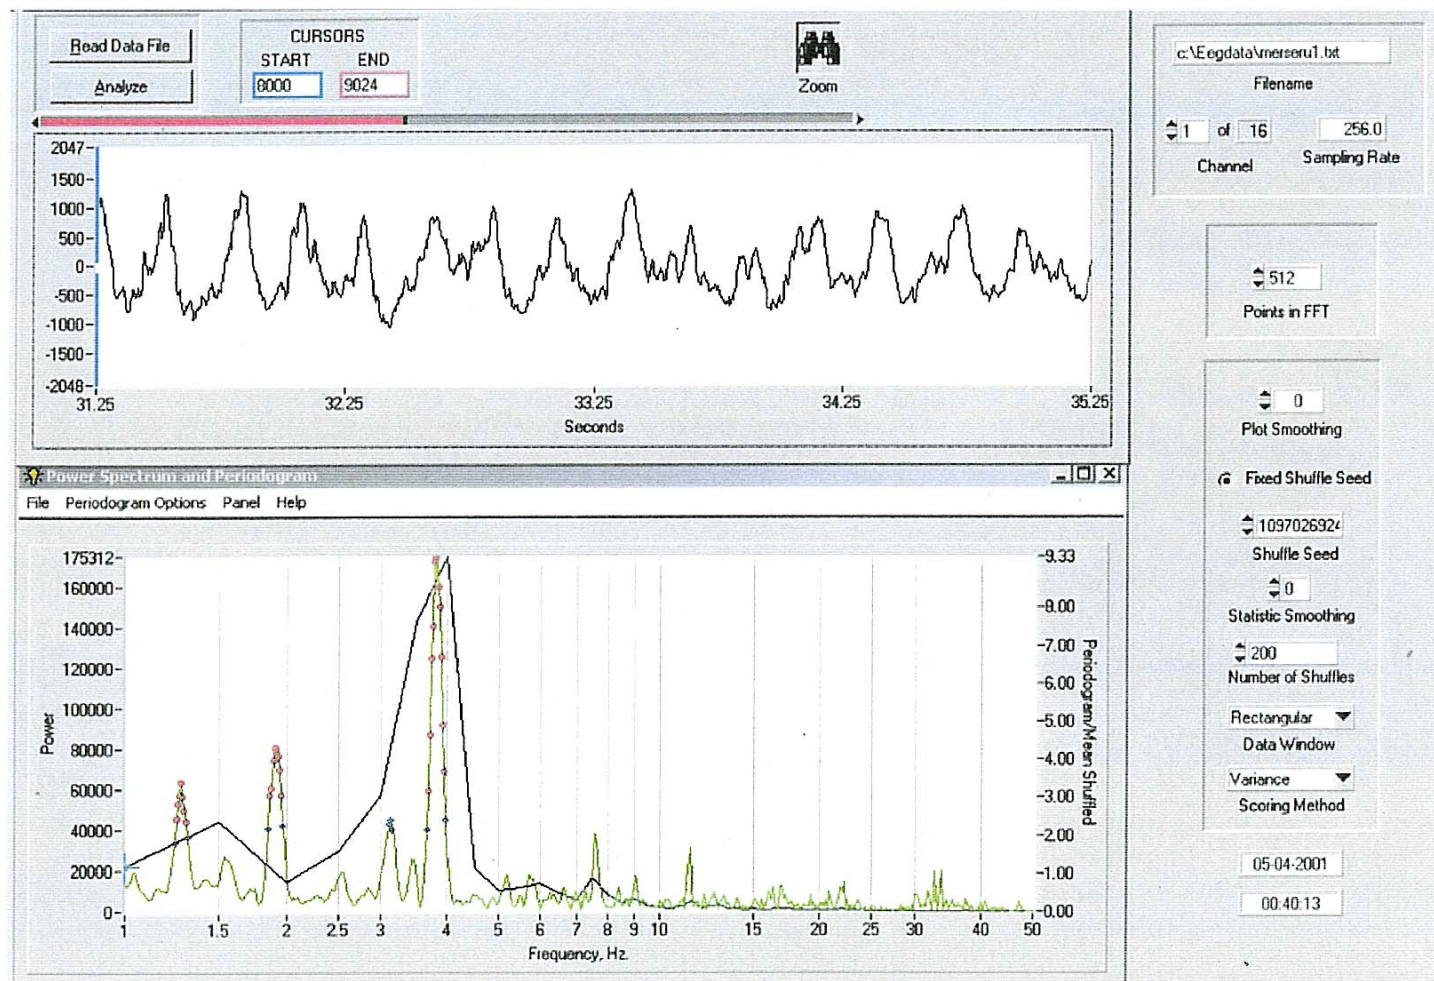 Read Data File
Analyze
CURSORS
START END
8000 9024
Zoom
c:\Eegdata\merseru1.txt
Filename
1 of 16 256.0
Channel Sampling Rate
2047
1500
1000
500
0
-500
-1000
-1500
-2048
31.25 32.25 33.25 34.25 35.25
Seconds
512
Points in FFT
0
Plot Smoothing
Fixed Shuffle Seed
1097026924
Shuffle Seed
0
Statistic Smoothing
200
Number of Shuffles
Rectangular
Data Window
Variance
Scoring Method
05-04-2001
00:40:13
Power Spectrum and Periodogram
File Periodogram Options Panel Help
175312
160000
140000
120000
100000
80000
60000
40000
20000
0
Power
9.33
8.00
7.00
6.00
5.00
4.00
3.00
2.00
1.00
0.00
Periodogram/Mean Shuffled
1 1.5 2 2.5 3 3.5 4 5 6 7 8 9 10 15 20 25 30 40 50
Frequency, Hz.